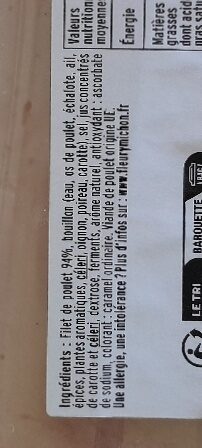 Ingrédients : Filet de poulet 94%, bouillon (eau, os de poulet, échalote, ail,
épices, plantes aromatiques, céleri, oignon, poireau, carotte), sel, jus concentrés
de carotte et céleri, dextrose, ferments, arôme naturel, antioxydant : ascorbate
de sodium, colorant : caramel ordinaire. Viande de poulet origine UE.
Une allergie, une intolérance ? Plus d'infos sur : www.fleurymichon.fr
Valeurs
nutrition
moyenne
Énergie
Matières
grasses
dont acid
gras sat
LE TRI
BARQUETTE